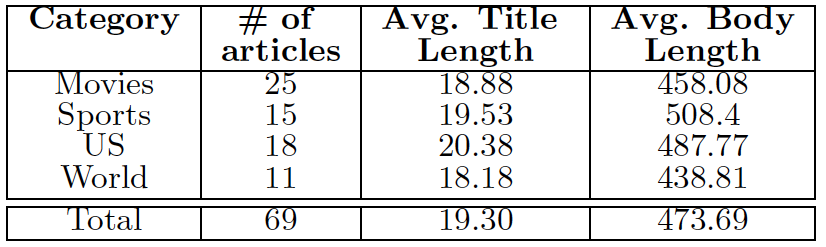 Category # of articles Avg. Title Length Avg. Body Length
Movies 25 18.88 458.08
Sports 15 19.53 508.4
US 18 20.38 487.77
World 11 18.18 438.81
Total 69 19.30 473.69